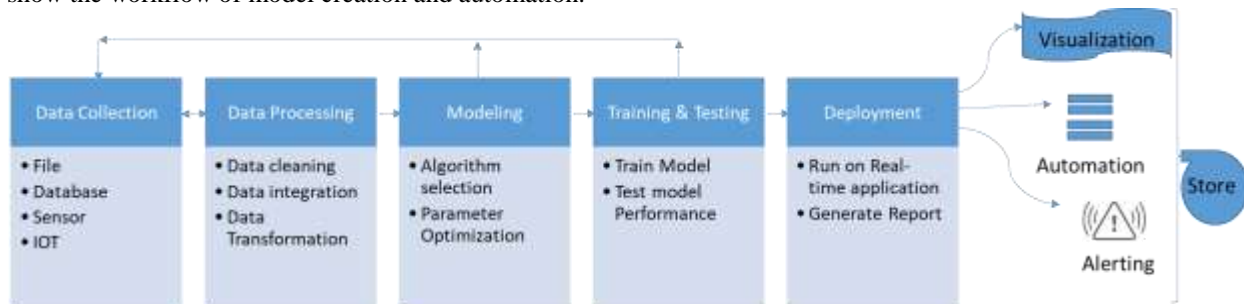 show the workflow of model creation and automation.
Visualization
Data Collection
Data Processing
Modeling
Training & Testing
Deployment
• File
• Database
• Sensor
• IOT
• Data cleaning
• Data integration
• Data
Transformation
• Algorithm
selection
• Parameter
Optimization
• Train Model
• Test model
Performance
• Run on Real-
time application
• Generate Report
Automation
Alerting
Store